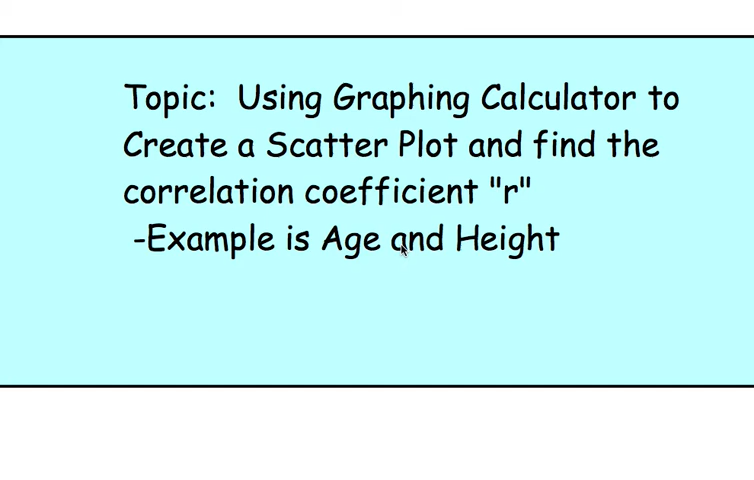 Topic:  Using Graphing Calculator to
Create a Scatter Plot and find the
correlation coefficient "r"
-Example is Age and Height